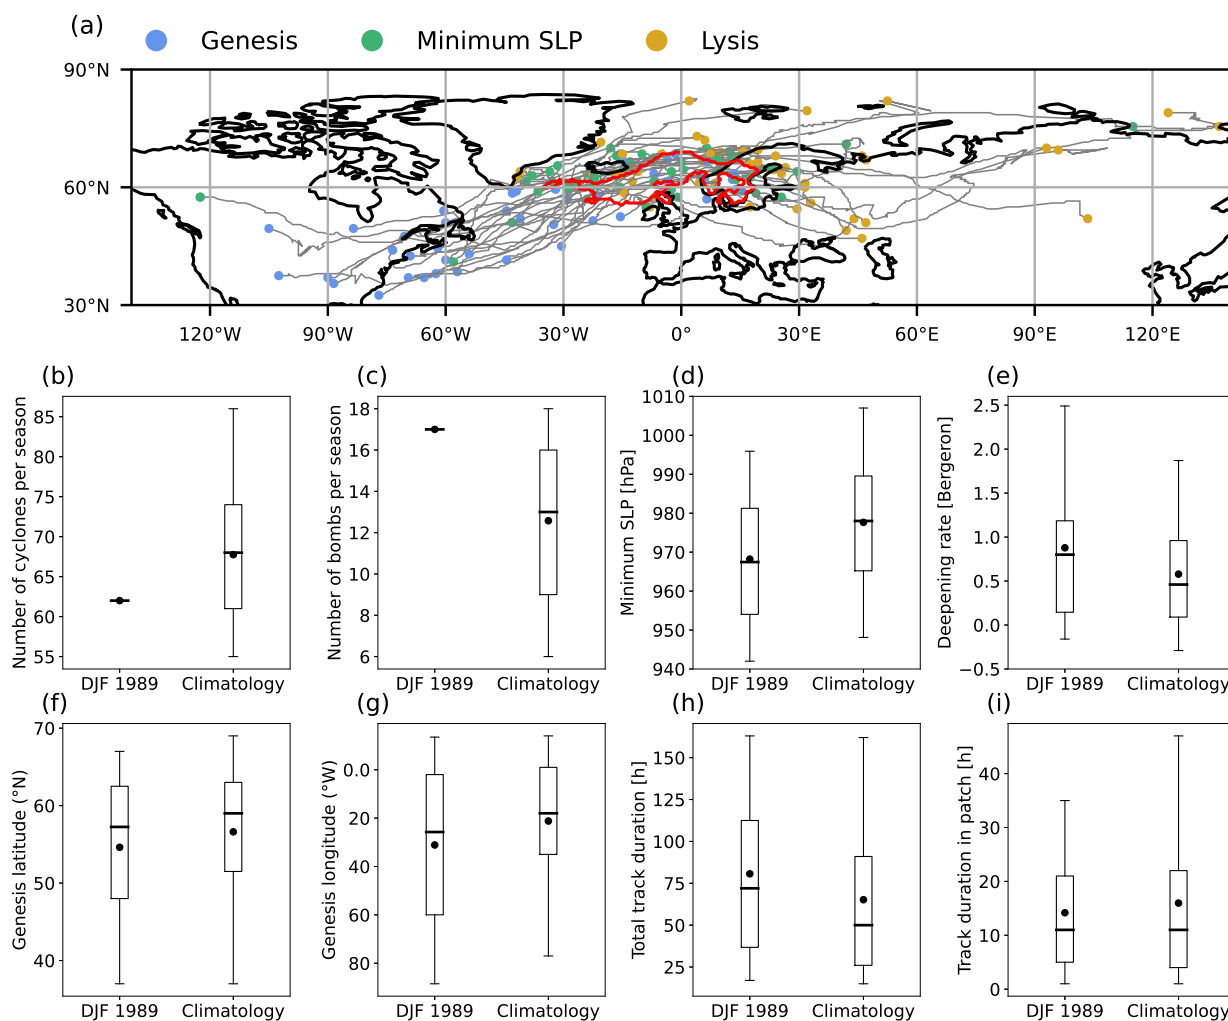 (a)
Genesis Minimum SLP Lysis
90°N
60°N
30°N
120°W 90°W 60°W 30°W 0° 30°E 60°E 90°E 120°E
(b) (c) (d) (e)
Number of cyclones per season
85
80
75
70
65
60
55
DJF 1989 Climatology
Number of bombs per season
18
16
14
12
10
8
6
DJF 1989 Climatology
Minimum SLP [hPa]
1010
1000
990
980
970
960
950
940
DJF 1989 Climatology
Deepening rate [Bergeron]
2.5
2.0
1.5
1.0
0.5
0.0
−0.5
DJF 1989 Climatology
(f) (g) (h) (i)
Genesis latitude (°N)
70
60
50
40
DJF 1989 Climatology
Genesis longitude (°W)
0.0
20
40
60
80
DJF 1989 Climatology
Total track duration [h]
150
125
100
75
50
25
DJF 1989 Climatology
Track duration in patch [h]
40
30
20
10
0
DJF 1989 Climatology